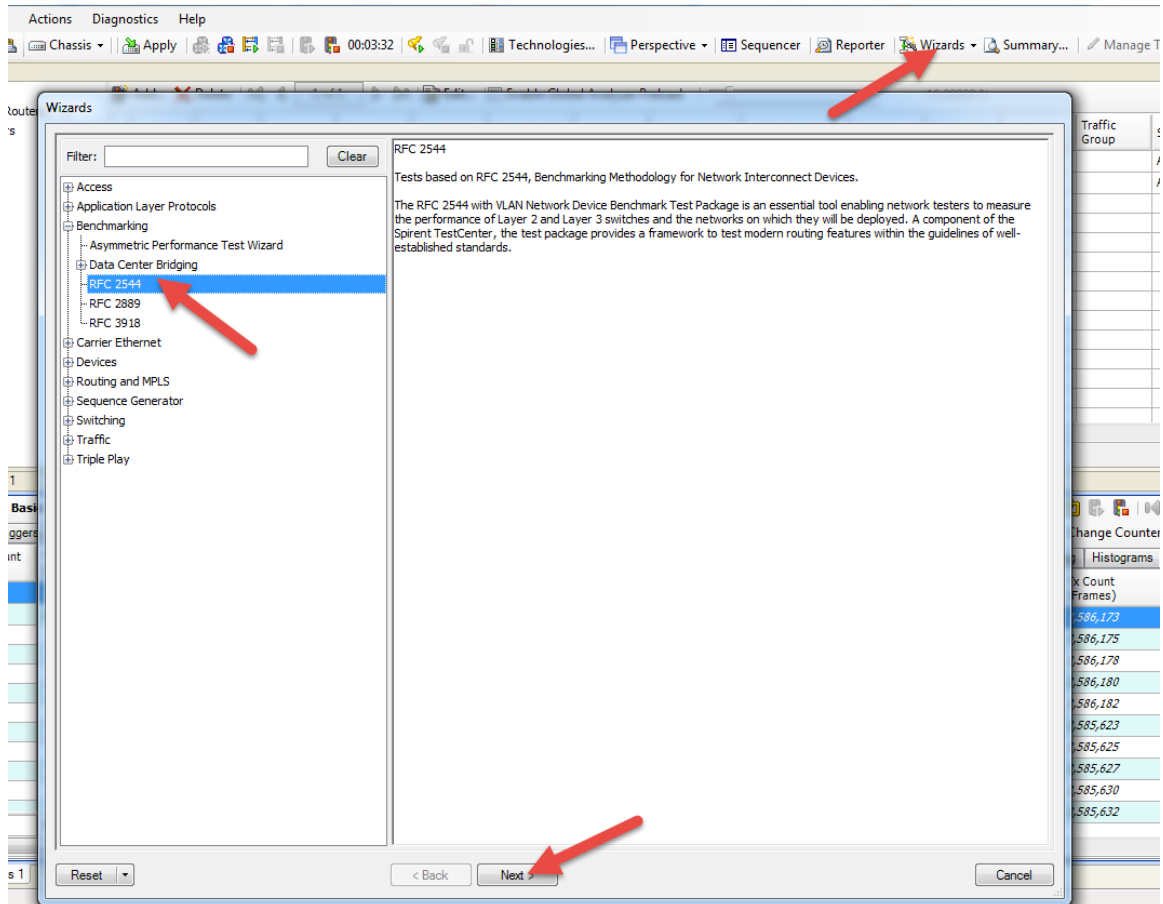 Actions Diagnostics Help
Chassis Apply 00:03:32 Technologies... Perspective Sequencer Reporter Wizards Summary... Manage T
Wizards
Filter: Clear
Access
Application Layer Protocols
Benchmarking
Asymmetric Performance Test Wizard
Data Center Bridging
RFC 2544
RFC 2889
RFC 3918
Carrier Ethernet
Devices
Routing and MPLS
Sequence Generator
Switching
Traffic
Triple Play
RFC 2544
Tests based on RFC 2544, Benchmarking Methodology for Network Interconnect Devices.
The RFC 2544 with VLAN Network Device Benchmark Test Package is an essential tool enabling network testers to measure
the performance of Layer 2 and Layer 3 switches and the networks on which they will be deployed. A component of the
Spirent TestCenter, the test package provides a framework to test modern routing features within the guidelines of well-
established standards.
Reset < Back Next > Cancel
Route
rs
1
Basi
ggers
unt
s 1
Traffic
Group
Change Counter
Histograms
x Count
Frames)
,586,173
,586,175
,586,178
,586,180
,586,182
,585,623
,585,625
,585,627
,585,630
,585,632